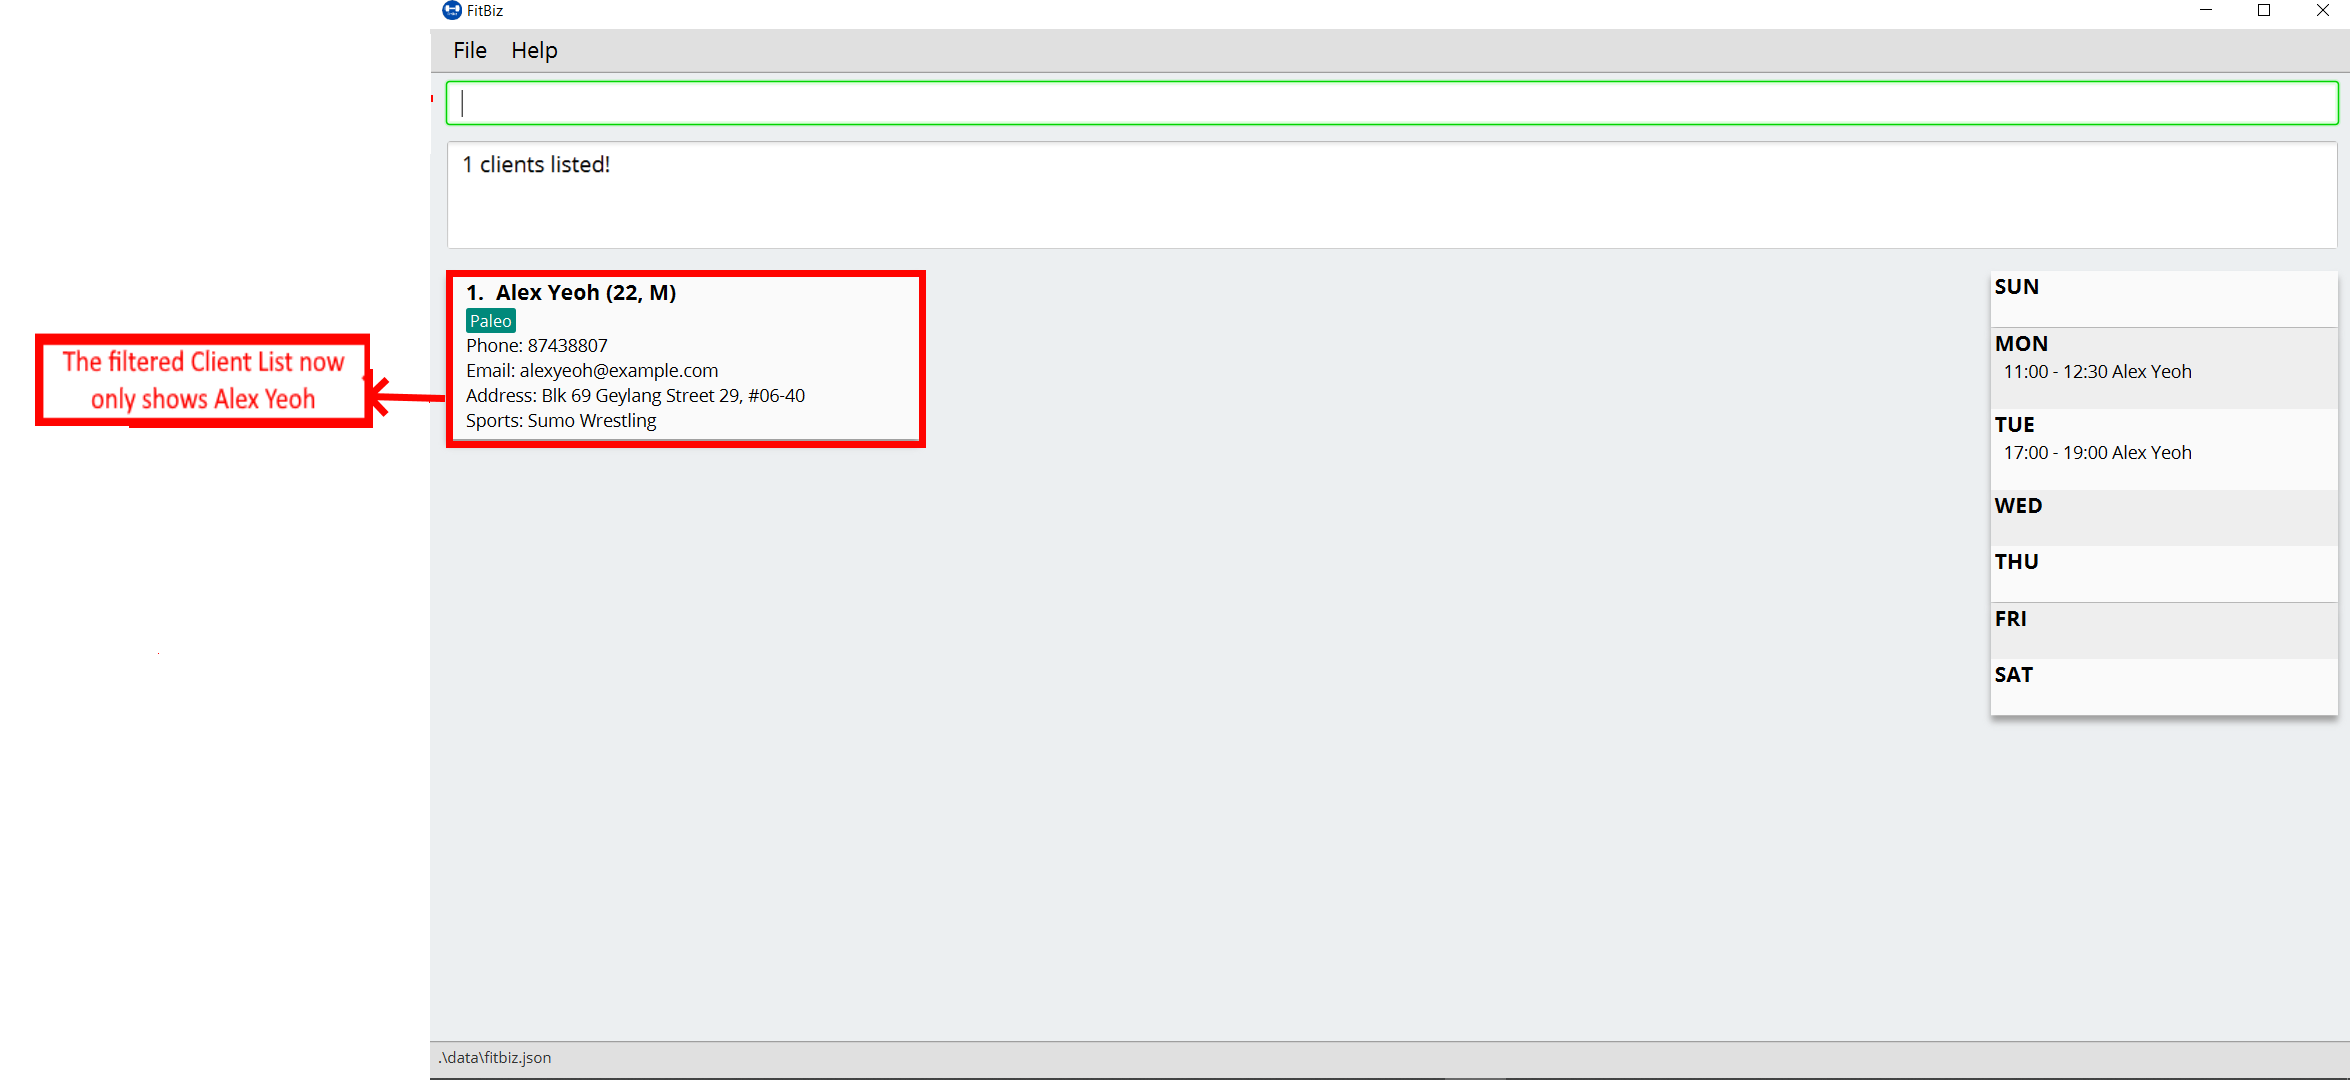 FitBiz
File Help
1 clients listed!
The filtered Client List now
only shows Alex Yeoh
1. Alex Yeoh (22, M)
Paleo
Phone: 87438807
Email: alexyeoh@example.com
Address: Blk 69 Geylang Street 29, #06-40
Sports: Sumo Wrestling
SUN
MON
11:00 - 12:30 Alex Yeoh
TUE
17:00 - 19:00 Alex Yeoh
WED
THU
FRI
SAT
.\data\fitbiz.json